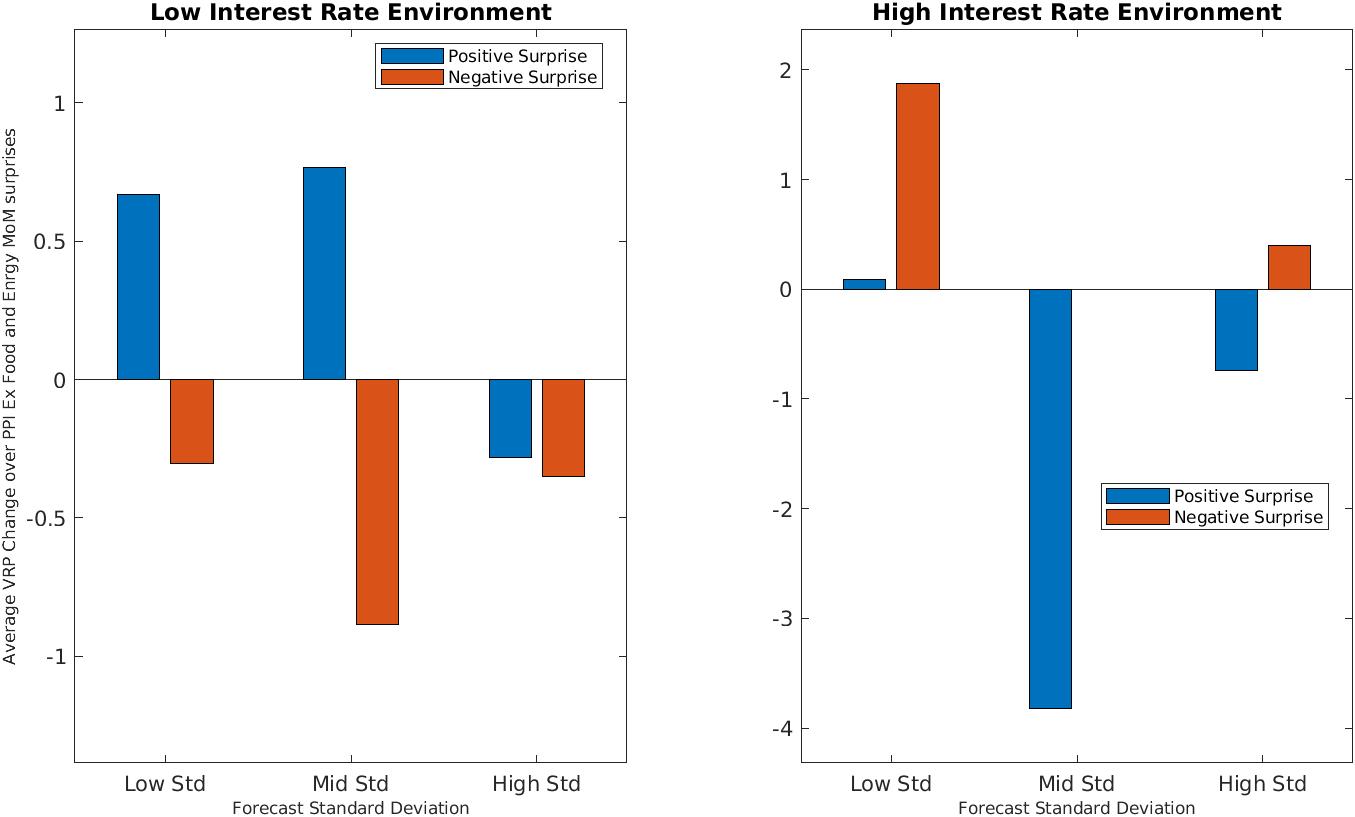 Low Interest Rate Environment
Average VRP Change over PPI Ex Food and Enrgy MoM surprises
1
0.5
0
-0.5
-1
Positive Surprise
Negative Surprise
Low Std
Mid Std
High Std
Forecast Standard Deviation
High Interest Rate Environment
2
1
0
-1
-2
-3
-4
Positive Surprise
Negative Surprise
Low Std
Mid Std
High Std
Forecast Standard Deviation